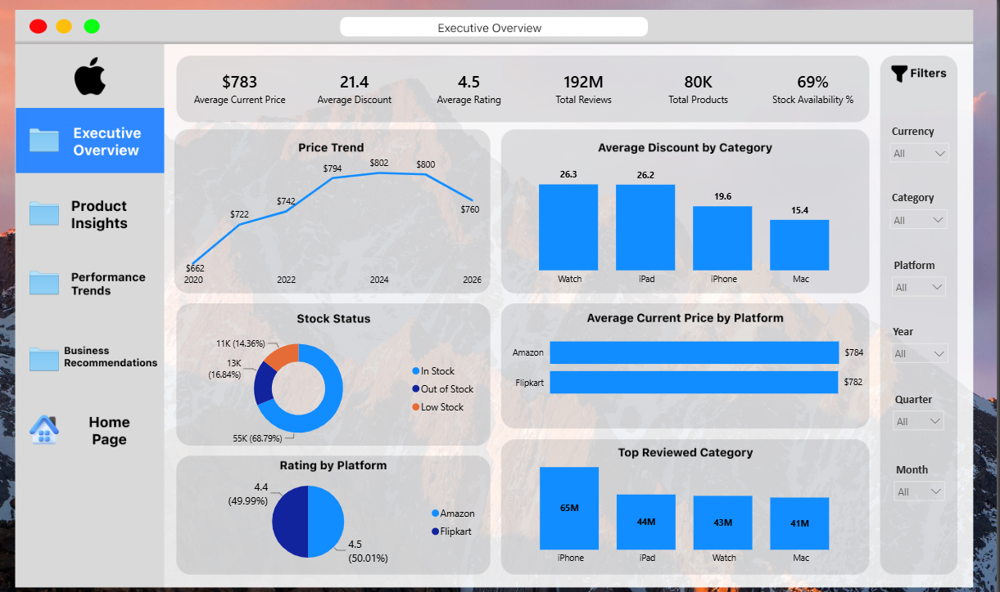 Executive Overview
Executive
Overview
Product
Insights
Performance
Trends
Business
Recommendations
Home
Page
$783
Average Current Price
21.4
Average Discount
4.5
Average Rating
192M
Total Reviews
80K
Total Products
69%
Stock Availability %
Price Trend
$662
$722
$742
$794
$802
$800
$760
2020
2022
2024
2026
Average Discount by Category
26.3
26.2
19.6
15.4
Watch
iPad
iPhone
Mac
Stock Status
11K (14.36%)
13K
(16.84%)
55K (68.79%)
In Stock
Out of Stock
Low Stock
Average Current Price by Platform
Amazon
$784
Flipkart
$782
Rating by Platform
4.4
(49.99%)
4.5
(50.01%)
Amazon
Flipkart
Top Reviewed Category
65M
44M
43M
41M
iPhone
iPad
Watch
Mac
Filters
Currency
All
Category
All
Platform
All
Year
All
Quarter
All
Month
All